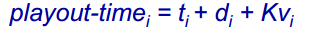 playout-timeᵢ = tᵢ + dᵢ + Kvᵢ